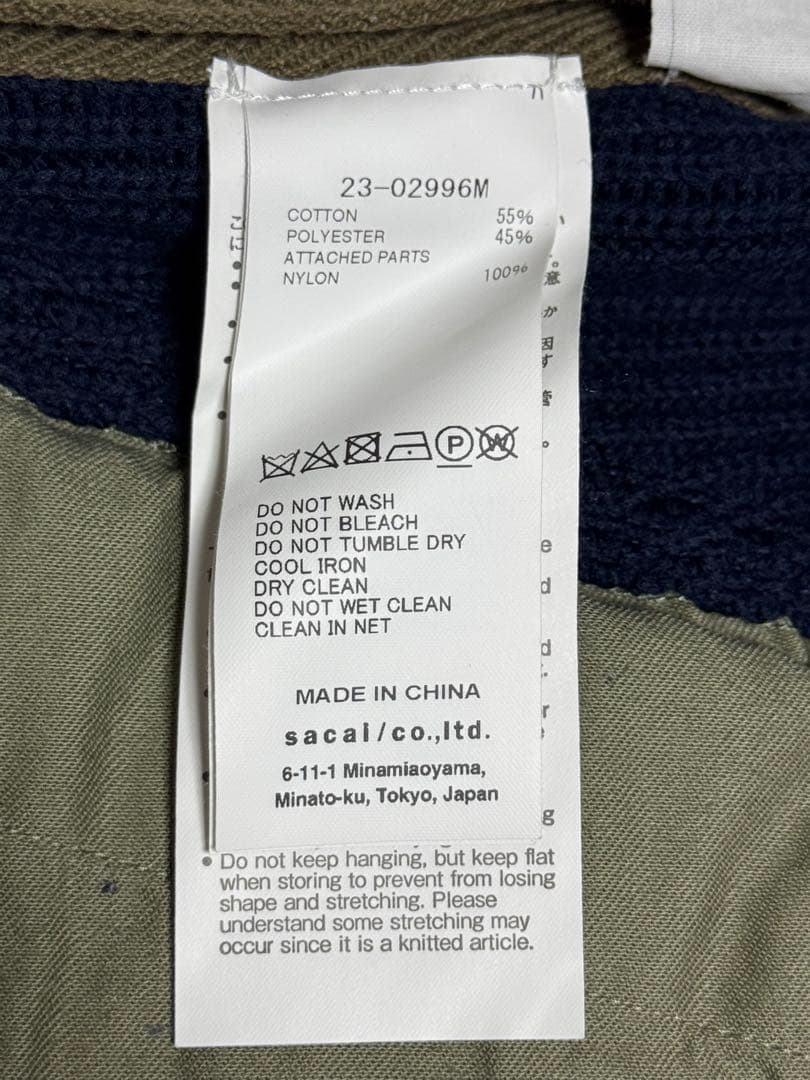 23-02996M
COTTON 55%
POLYESTER 45%
ATTACHED PARTS
NYLON 100%
P W
DO NOT WASH
DO NOT BLEACH
DO NOT TUMBLE DRY
COOL IRON
DRY CLEAN
DO NOT WET CLEAN
CLEAN IN NET
MADE IN CHINA
sacai/co.,ltd.
6-11-1 Minamiaoyama,
Minato-ku, Tokyo, Japan
• Do not keep hanging, but keep flat
when storing to prevent from losing
shape and stretching. Please
understand some stretching may
occur since it is a knitted article.